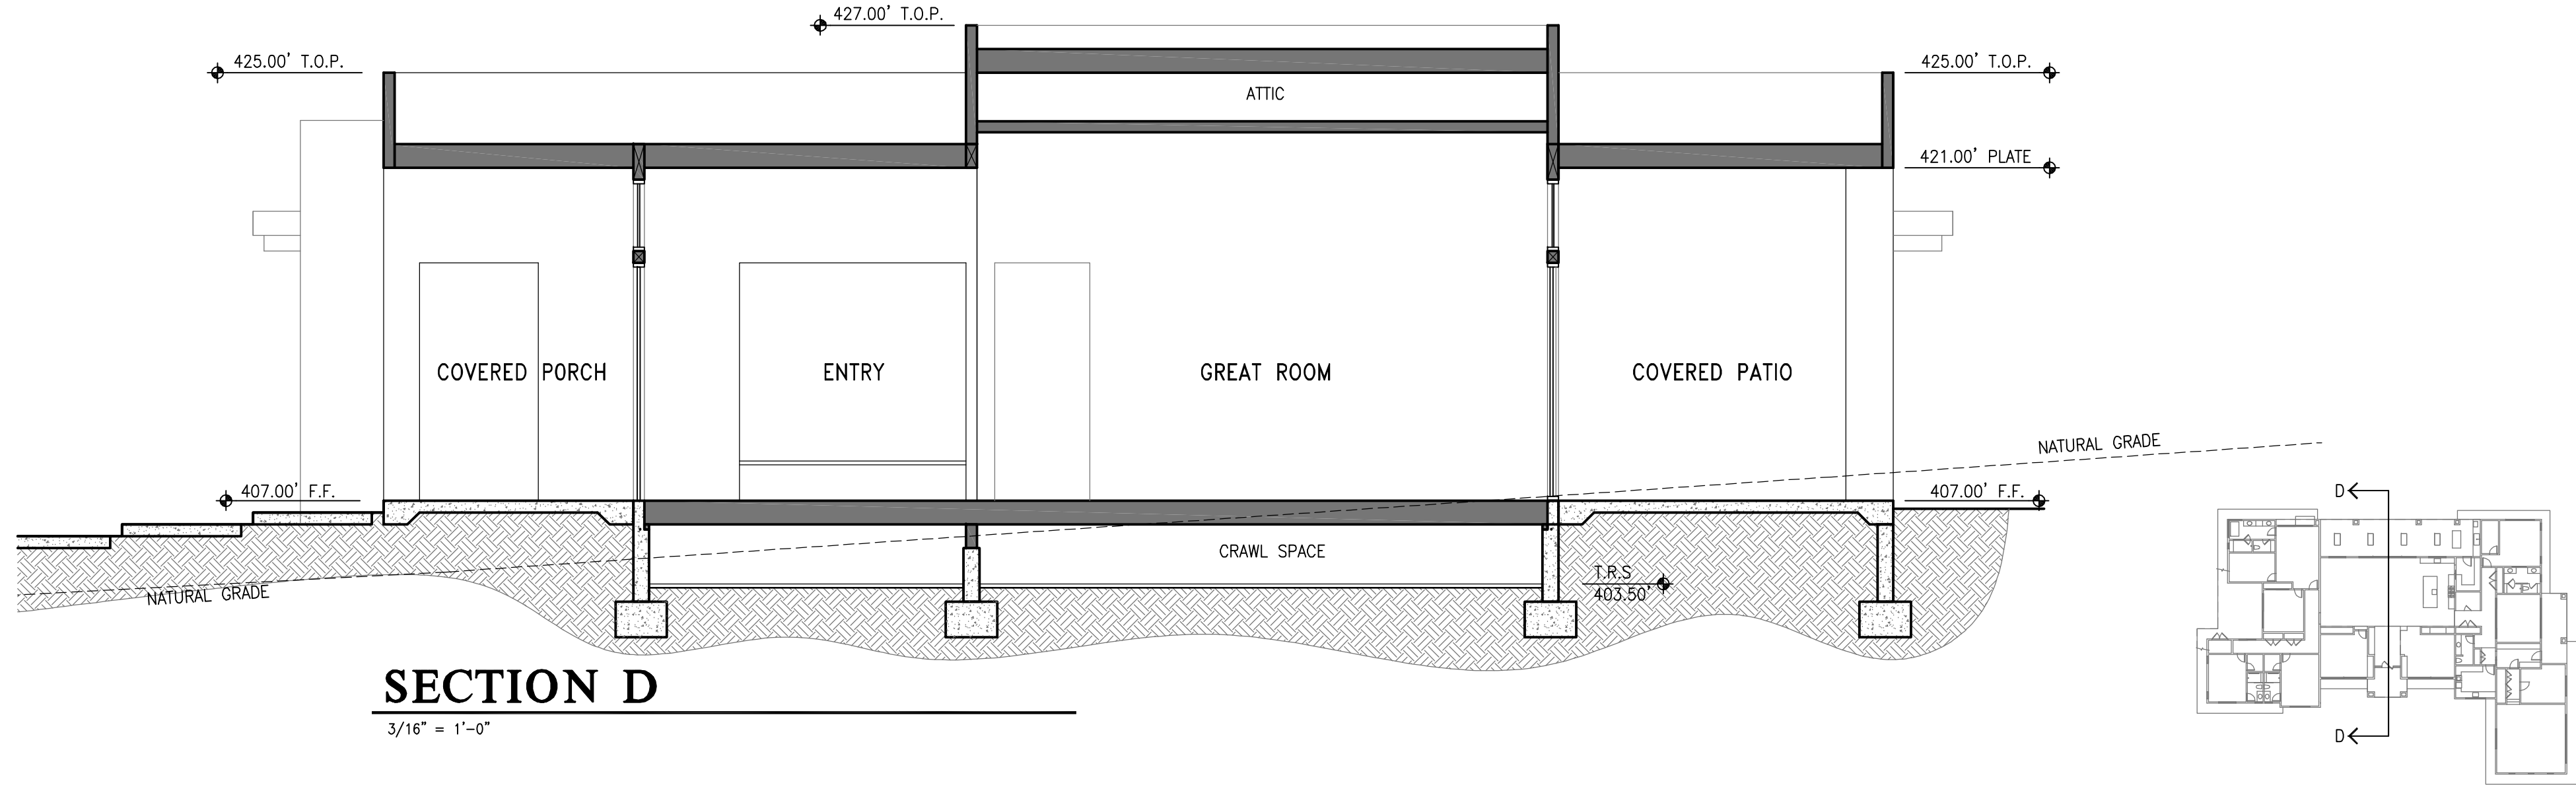 427.00' T.O.P.
425.00' T.O.P.
425.00' T.O.P.
ATTIC
421.00' PLATE
COVERED PORCH
ENTRY
GREAT ROOM
COVERED PATIO
NATURAL GRADE
407.00' F.F.
407.00' F.F.
D
CRAWL SPACE
T.R.S
403.50'
NATURAL GRADE
SECTION D
3/16" = 1'-0"
D